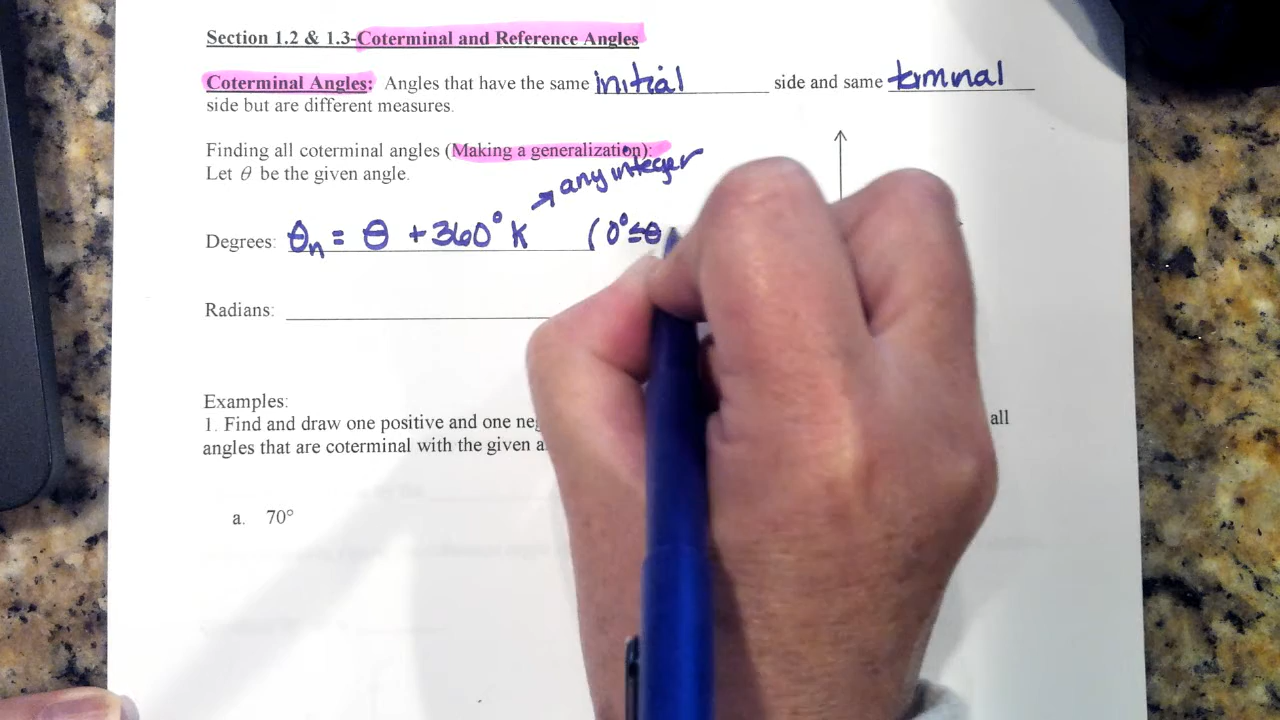 Section 1.2 & 1.3-Coterminal and Reference Angles
Coterminal Angles: Angles that have the same initial side and same terminal
side but are different measures.
Finding all coterminal angles (Making a generalization):
Let θ be the given angle.
any integer
Degrees: θn = θ + 360° k (0°≤θ
Radians:
Examples:
1. Find and draw one positive and one neg all
angles that are coterminal with the given a
a. 70°